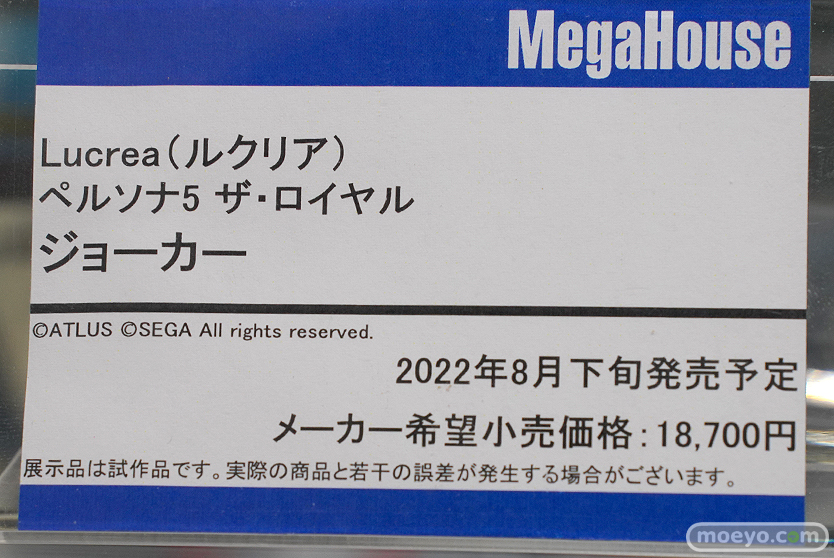 MegaHouse
Lucrea（ルクリア）
ペルソナ5 ザ・ロイヤル
ジョーカー
©ATLUS ©SEGA All rights reserved.
2022年8月下旬発売予定
メーカー希望小売価格：18,700円
展示品は試作品です。実際の商品と若干の誤差が発生する場合がございます。
moeyo.com